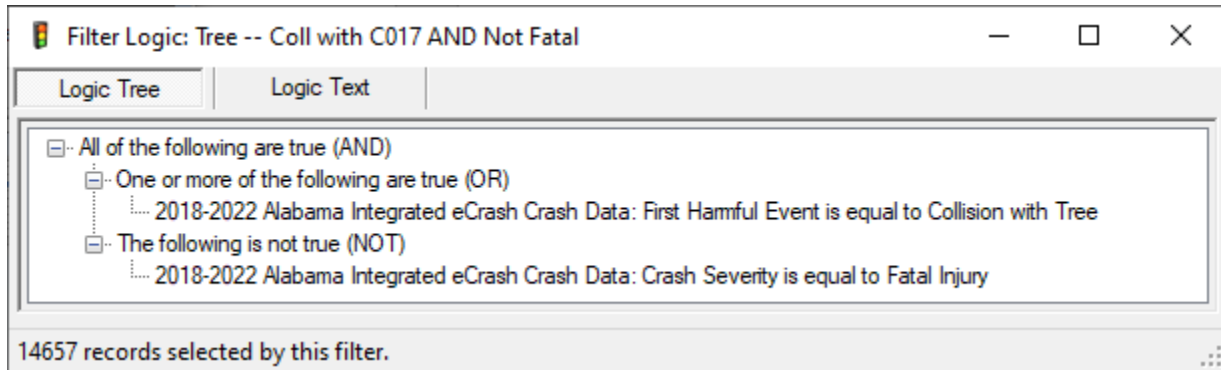 Filter Logic: Tree -- Coll with C017 AND Not Fatal
Logic Tree Logic Text
All of the following are true (AND)
One or more of the following are true (OR)
2018-2022 Alabama Integrated eCrash Crash Data: First Harmful Event is equal to Collision with Tree
The following is not true (NOT)
2018-2022 Alabama Integrated eCrash Crash Data: Crash Severity is equal to Fatal Injury
14657 records selected by this filter.